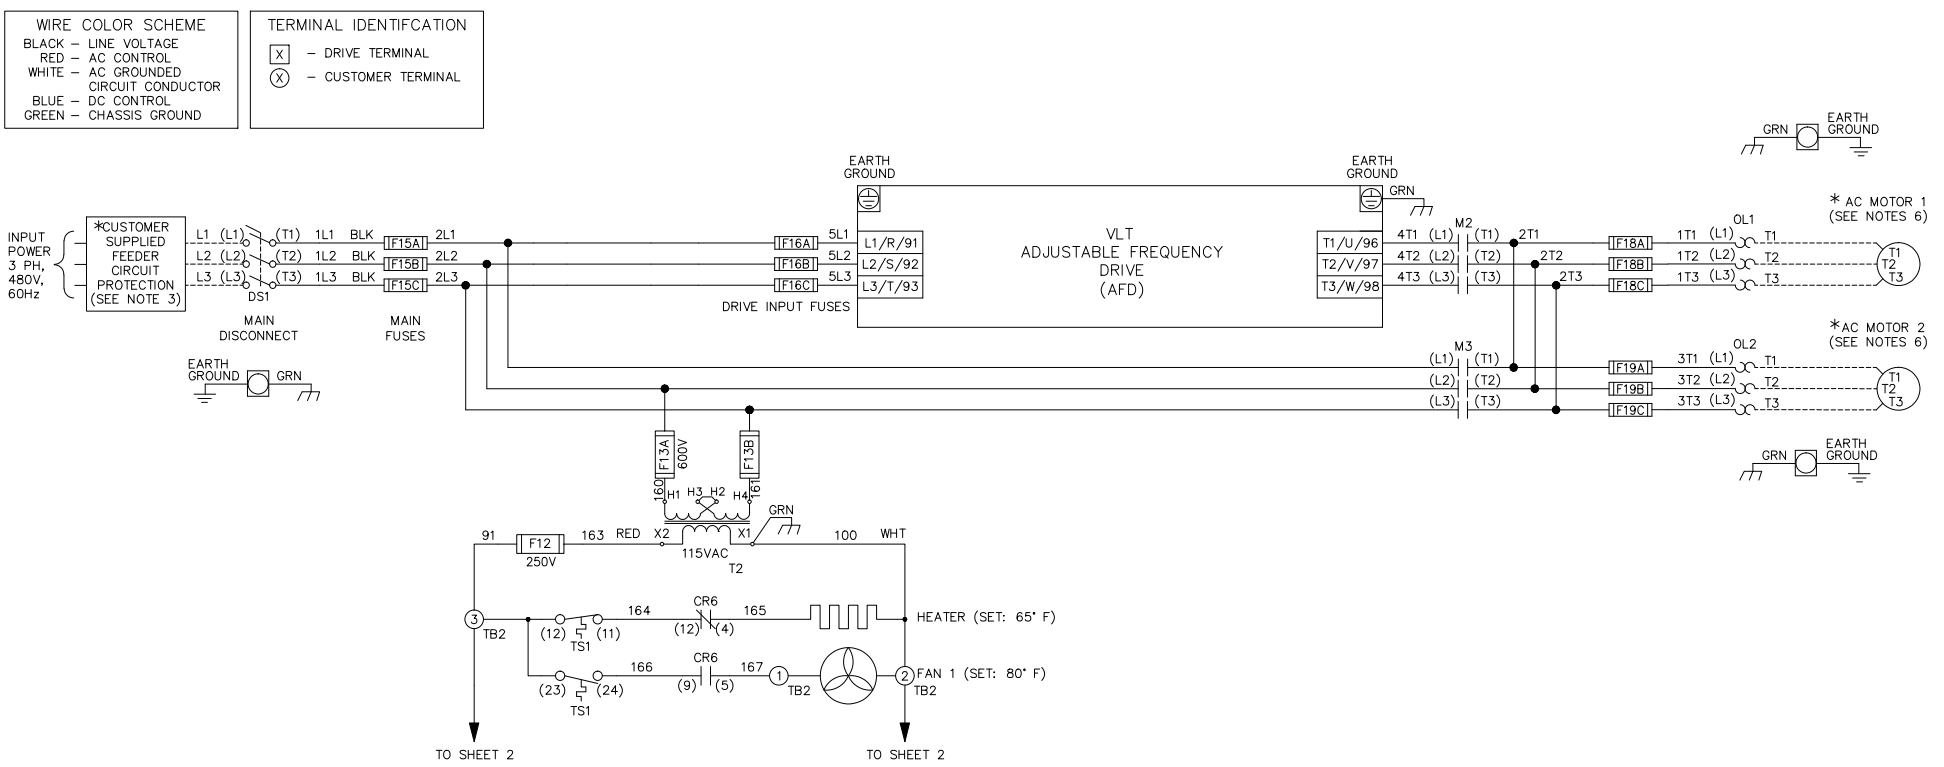 WIRE COLOR SCHEME
BLACK – LINE VOLTAGE
RED – AC CONTROL
WHITE – AC GROUNDED
CIRCUIT CONDUCTOR
BLUE – DC CONTROL
GREEN – CHASSIS GROUND
TERMINAL IDENTIFCATION
X – DRIVE TERMINAL
X – CUSTOMER TERMINAL
GRN
EARTH
GROUND
INPUT
POWER
3 PH,
480V,
60Hz
*CUSTOMER
SUPPLIED
FEEDER
CIRCUIT
PROTECTION
(SEE NOTE 3)
L1 (L1) (T1) 1L1 BLK F15A 2L1
L2 (L2) (T2) 1L2 BLK F15B 2L2
L3 (L3) (T3) 1L3 BLK F15C 2L3
DS1
MAIN
DISCONNECT
MAIN
FUSES
EARTH
GROUND
GRN
F16A 5L1
F16B 5L2
F16C 5L3
DRIVE INPUT FUSES
EARTH
GROUND
L1/R/91
L2/S/92
L3/T/93
VLT
ADJUSTABLE FREQUENCY
DRIVE
(AFD)
EARTH
GROUND
GRN
T1/U/96
T2/V/97
T3/W/98
M2
4T1 (L1) (T1) 2T1
4T2 (L2) (T2) 2T2
4T3 (L3) (T3) 2T3
OL1
F18A 1T1 (L1) T1
F18B 1T2 (L2) T2
F18C 1T3 (L3) T3
* AC MOTOR 1
(SEE NOTES 6)
T1
T2
T3
M3
(L1) (T1)
(L2) (T2)
(L3) (T3)
OL2
F19A 3T1 (L1) T1
F19B 3T2 (L2) T2
F19C 3T3 (L3) T3
*AC MOTOR 2
(SEE NOTES 6)
T1
T2
T3
GRN
EARTH
GROUND
F13A
600V
F13B
160
H1 H3 H2 H4
161
GRN
91 F12 163 RED X2 X1 100 WHT
250V
115VAC
T2
3
TB2
(12) (11)
TS1
164
CR6
(12) (4)
165
HEATER (SET: 65° F)
(23) (24)
TS1
166
CR6
(9) (5)
167
1
TB2
2
TB2
FAN 1 (SET: 80° F)
TO SHEET 2
TO SHEET 2